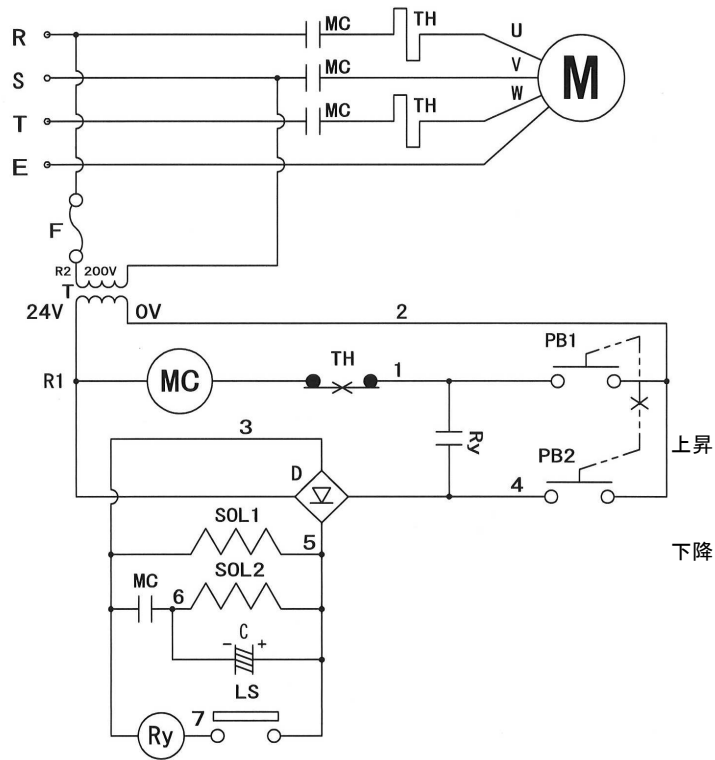 R MC TH U
S MC V
T MC TH W
M
E
F
R2 200V
T
24V 0V 2
R1 MC TH 1 PB1
3 Ry 上昇
D 4 PB2
SOL1 5 下降
MC 6 SOL2
- C +
LS
Ry 7